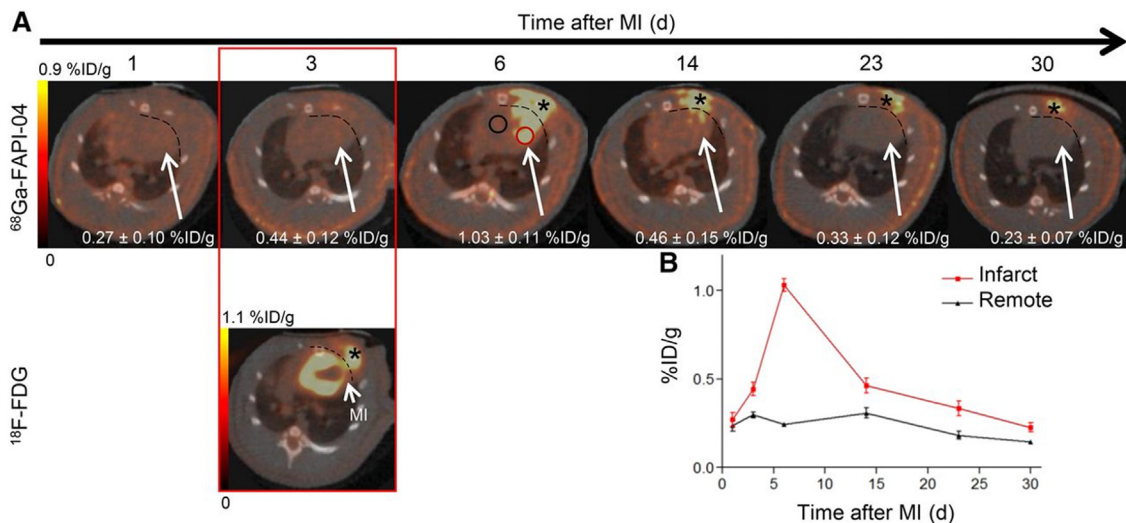 A
Time after MI (d)
1 3 6 14 23 30
0.9 %ID/g
⁶⁸Ga-FAPI-04
* * * *
0.27 ± 0.10 %ID/g 0.44 ± 0.12 %ID/g 1.03 ± 0.11 %ID/g 0.46 ± 0.15 %ID/g 0.33 ± 0.12 %ID/g 0.23 ± 0.07 %ID/g
0
1.1 %ID/g
¹⁸F-FDG
*
MI
0
B
Infarct
Remote
%ID/g
1.0
0.5
0.0
0 5 10 15 20 25 30
Time after MI (d)